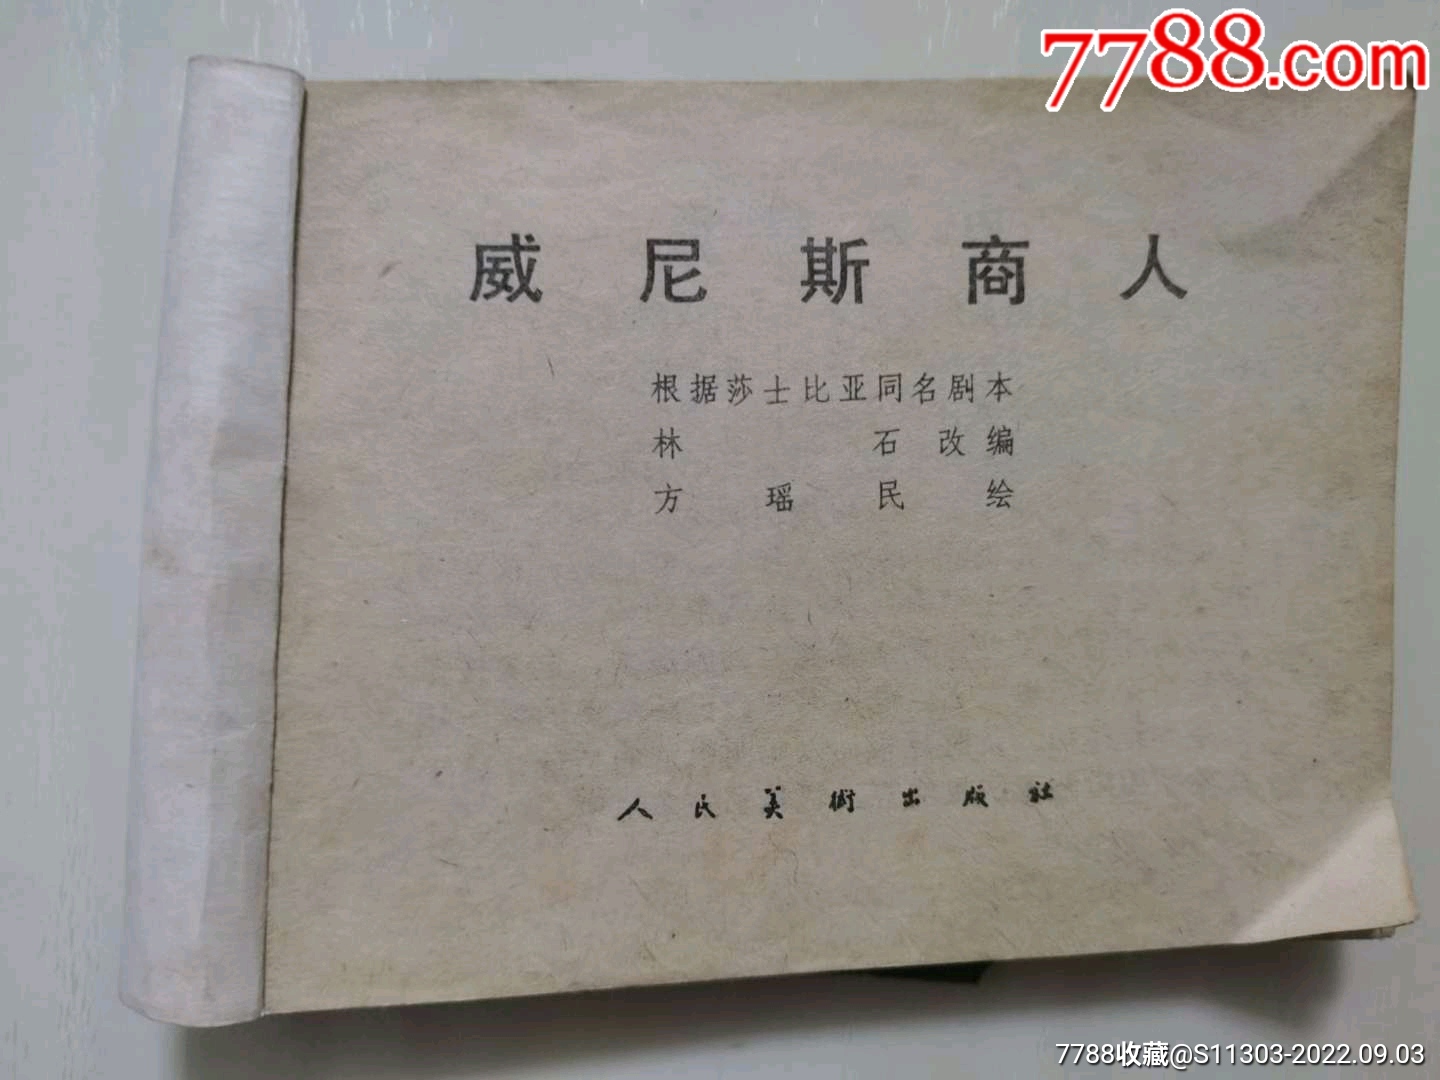 7788.com
威尼斯商人
根据莎士比亚同名剧本
林石改编
方瑶民绘
人民美術出版社
7788收藏@S11303-2022.09.03